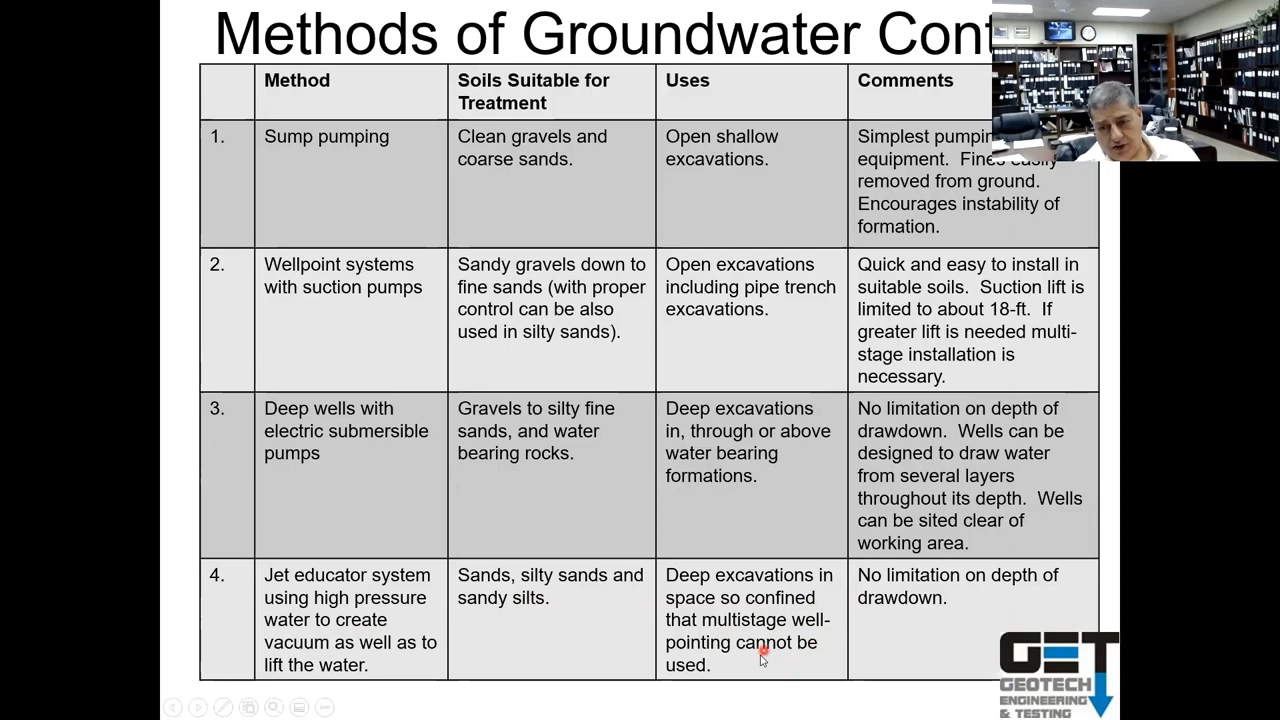 Methods of Groundwater Cont
Method
Soils Suitable for
Treatment
Uses
Comments
1.
Sump pumping
Clean gravels and
coarse sands.
Open shallow
excavations.
Simplest
equipment. Fines easily
removed from ground.
Encourages instability of
formation.
2.
Wellpoint systems
with suction pumps
Sandy gravels down to
fine sands (with proper
control can be also
used in silty sands).
Open excavations
including pipe trench
excavations.
Quick and easy to install in
suitable soils. Suction lift is
limited to about 18-ft. If
greater lift is needed multi-
stage installation is
necessary.
3.
Deep wells with
electric submersible
pumps
Gravels to silty fine
sands, and water
bearing rocks.
Deep excavations
in, through or above
water bearing
formations.
No limitation on depth of
drawdown. Wells can be
designed to draw water
from several layers
throughout its depth. Wells
can be sited clear of
working area.
4.
Jet educator system
using high pressure
water to create
vacuum as well as to
lift the water.
Sands, silty sands and
sandy silts.
Deep excavations in
space so confined
that multistage well-
pointing cannot be
used.
No limitation on depth of
drawdown.
GET
GEOTECH
ENGINEERING
& TESTING